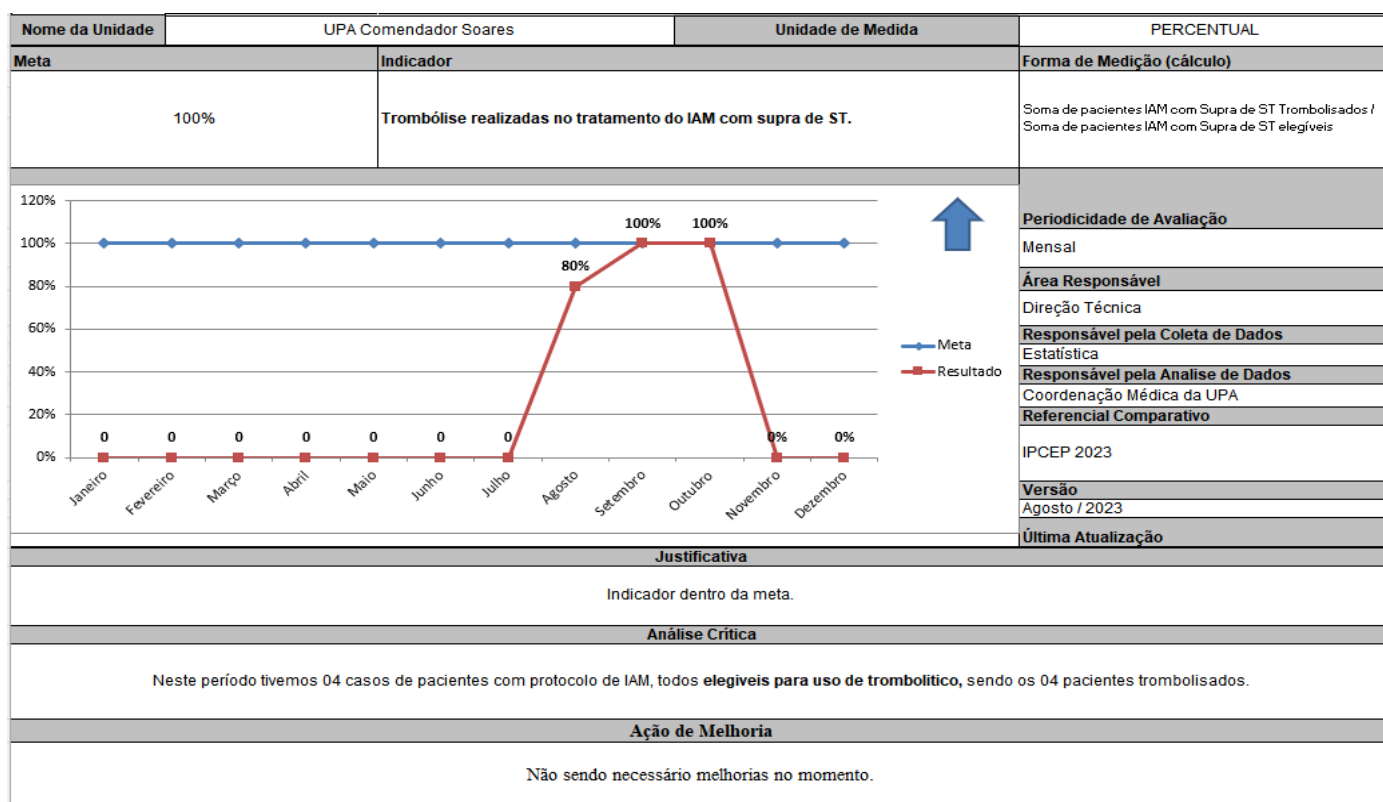 Nome da Unidade UPA Comendador Soares Unidade de Medida PERCENTUAL
Meta Indicador Forma de Medição (cálculo)
100% Trombólise realizadas no tratamento do IAM com supra de ST.
Soma de pacientes IAM com Supra de ST Trombolisados /
Soma de pacientes IAM com Supra de ST elegíveis
120%
100%
80%
60%
40%
20%
0%
0 0 0 0 0 0 0 80% 100% 100% 0% 0%
Janeiro Fevereiro Março Abril Maio Junho Julho Agosto Setembro Outubro Novembro Dezembro
Meta
Resultado
Periodicidade de Avaliação
Mensal
Área Responsável
Direção Técnica
Responsável pela Coleta de Dados
Estatística
Responsável pela Analise de Dados
Coordenação Médica da UPA
Referencial Comparativo
IPCEP 2023
Versão
Agosto / 2023
Última Atualização
Justificativa
Indicador dentro da meta.
Análise Crítica
Neste período tivemos 04 casos de pacientes com protocolo de IAM, todos elegiveis para uso de trombolitico, sendo os 04 pacientes trombolisados.
Ação de Melhoria
Não sendo necessário melhorias no momento.